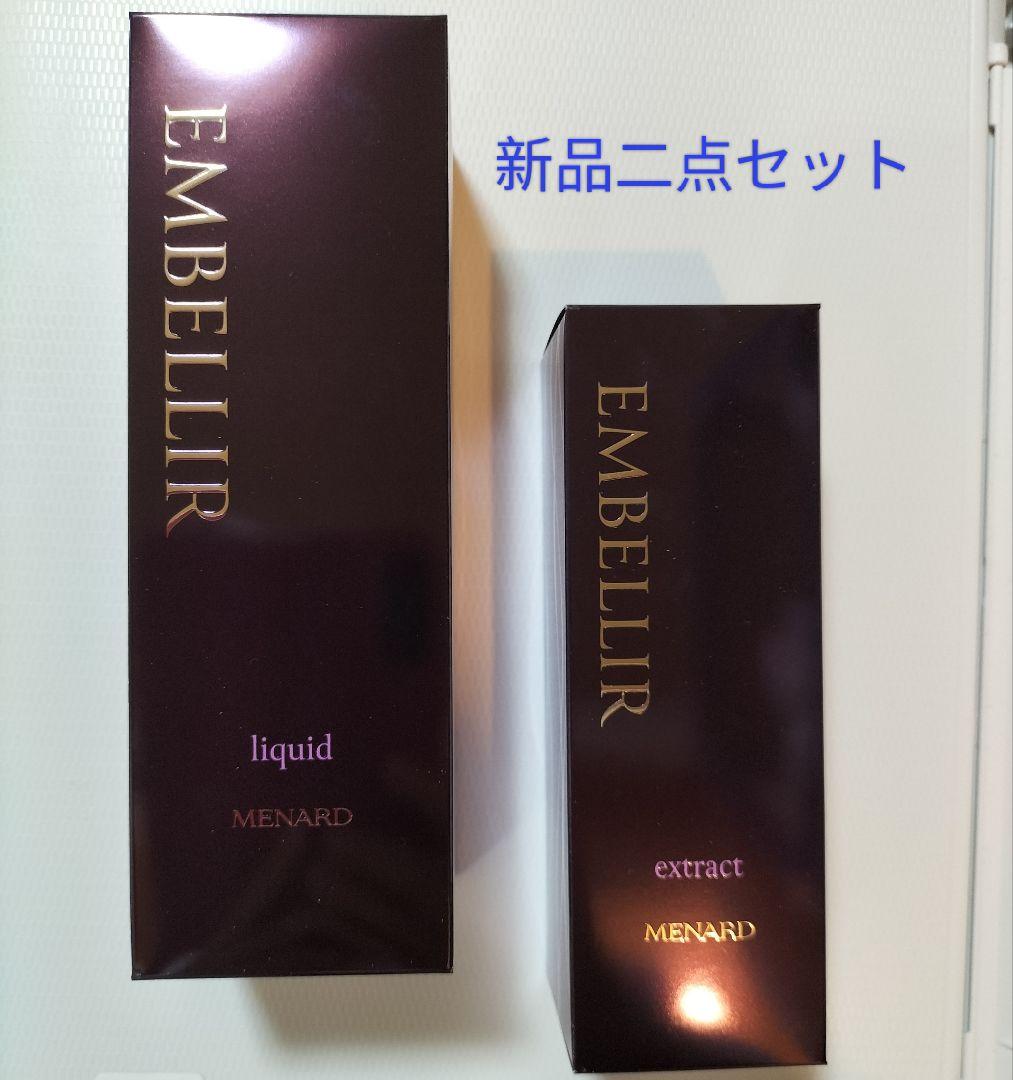 新品二点セット
EMBELLIR
liquid
MENARD
EMBELLIR
extract
MENARD